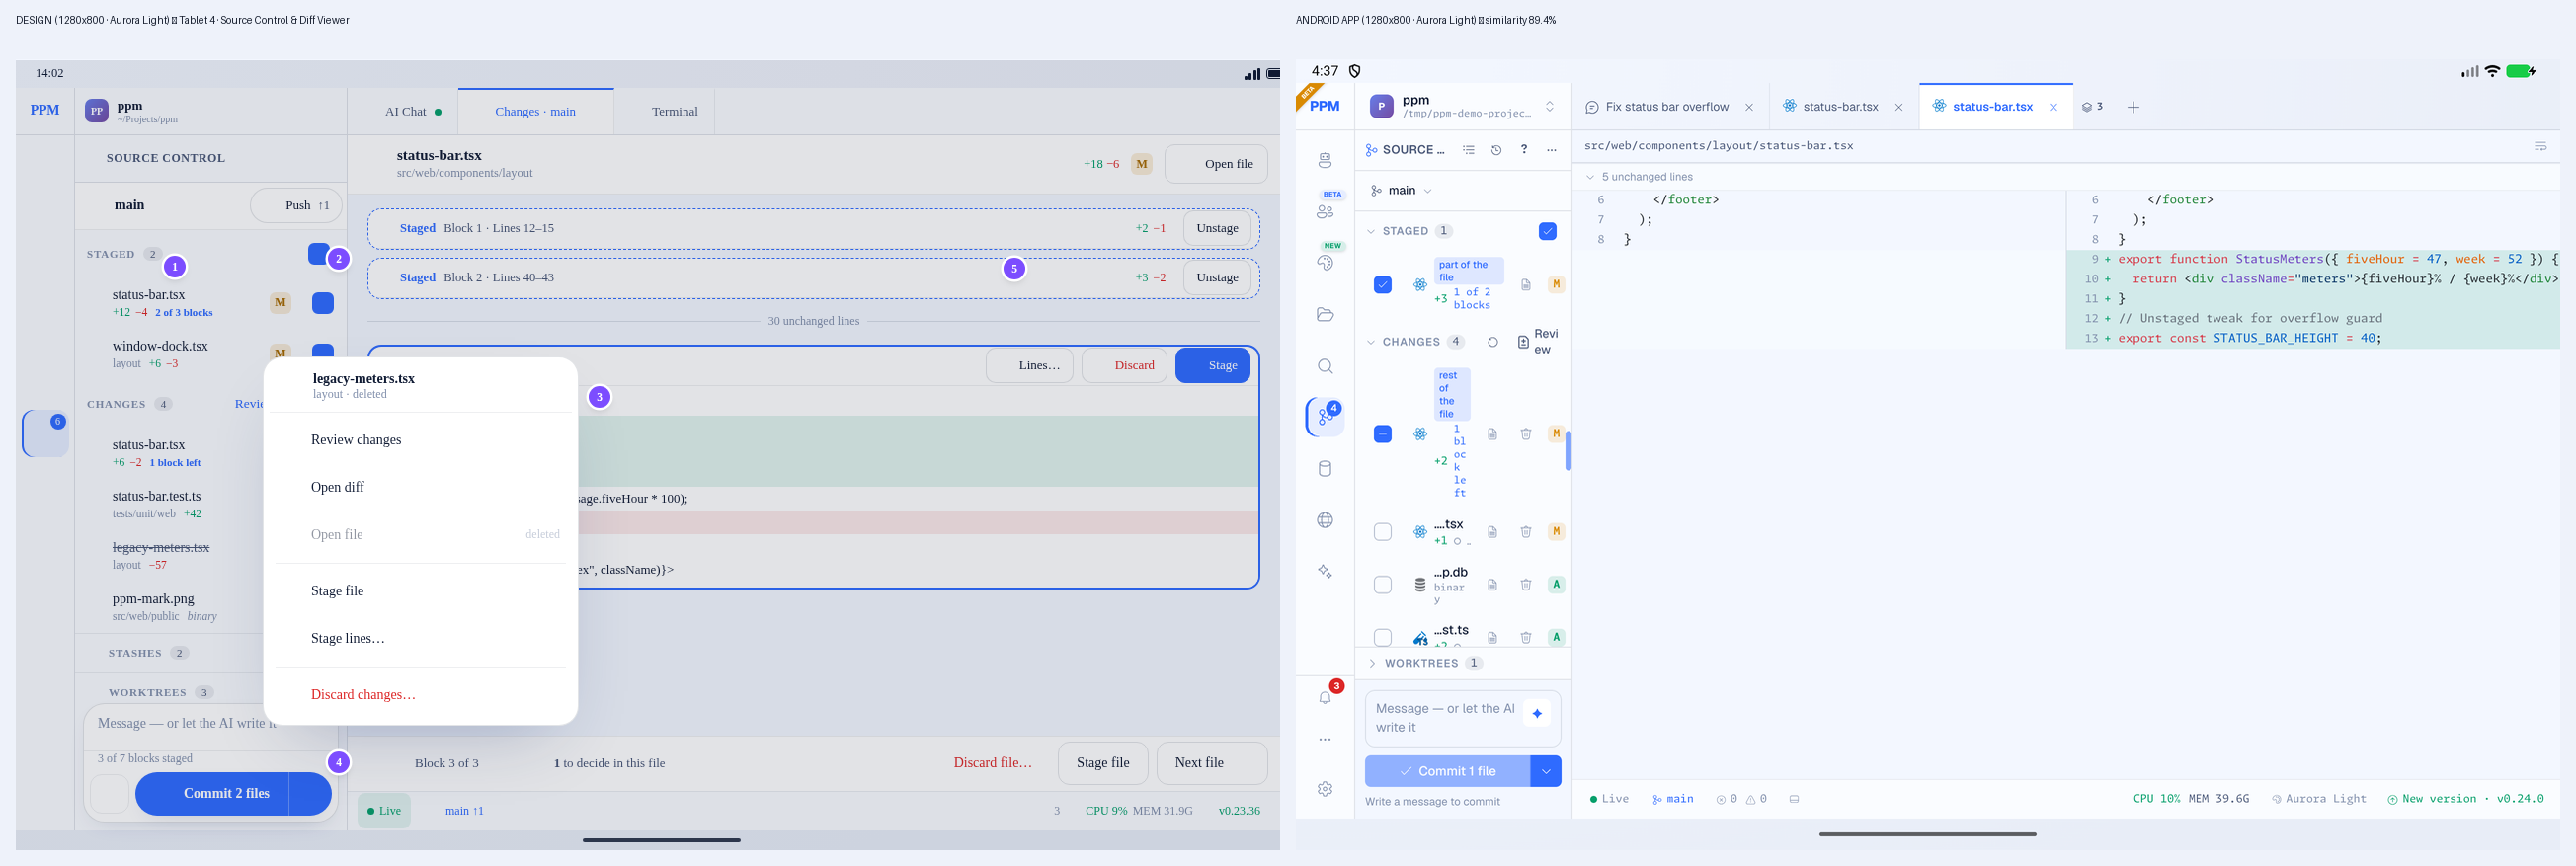 DESIGN (1280x800 · Aurora Light) Tablet 4 · Source Control & Diff Viewer
14:02
PPM
PP
ppm
~/Projects/ppm
AI Chat
Changes · main
Terminal
SOURCE CONTROL
main
Push ↑1
STAGED 2
1
2
status-bar.tsx
+12 −4 2 of 3 blocks
M
window-dock.tsx
layout +6 −3
M
CHANGES 4
6
status-bar.tsx
+6 −2 1 block left
status-bar.test.ts
tests/unit/web +42
legacy-meters.tsx
layout −57
ppm-mark.png
src/web/public binary
STASHES 2
WORKTREES 3
Message — or let the AI write it
3 of 7 blocks staged
4
Commit 2 files
legacy-meters.tsx
layout · deleted
Review changes
Open diff
Open file deleted
Stage file
Stage lines…
Discard changes…
status-bar.tsx
src/web/components/layout
+18 −6 M Open file
Staged Block 1 · Lines 12–15 +2 −1 Unstage
Staged Block 2 · Lines 40–43 5 +3 −2 Unstage
30 unchanged lines
Lines… Discard Stage
3
sage.fiveHour * 100);
ex", className)}>
Block 3 of 3 1 to decide in this file Discard file… Stage file Next file
Live main ↑1 3 CPU 9% MEM 31.9G v0.23.36
ANDROID APP (1280x800 · Aurora Light) similarity 89.4%
4:37
BETA
PPM
P
ppm
/tmp/ppm-demo-projec…
Fix status bar overflow ×
status-bar.tsx ×
status-bar.tsx ×
3 +
SOURCE … ? …
main
BETA
NEW
4
3
STAGED 1
part of the
file
+3 1 of 2
blocks
M
CHANGES 4
Revi
ew
rest
of
the
file
+2 1
bl
oc
k
le
ft
M
….tsx
+1
M
…p.db
binar
y
A
…st.ts
+2
A
WORKTREES 1
Message — or let the AI
write it
Commit 1 file
Write a message to commit
src/web/components/layout/status-bar.tsx
5 unchanged lines
6 </footer>
7 );
8 }
6 </footer>
7 );
8 }
9 + export function StatusMeters({ fiveHour = 47, week = 52 }) {
10 + return <div className="meters">{fiveHour}% / {week}%</div>
11 + }
12 + // Unstaged tweak for overflow guard
13 + export const STATUS_BAR_HEIGHT = 40;
Live main 0 0 CPU 10% MEM 39.6G Aurora Light New version · v0.24.0